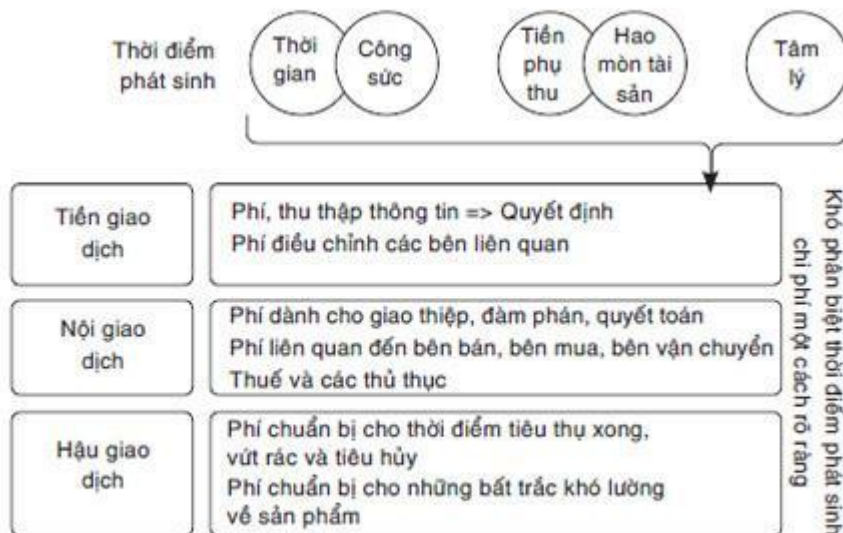 Thời điểm
phát sinh
Thời
gian
Công
sức
Tiền
phụ
thu
Hao
mòn tài
sản
Tâm
lý
Tiền giao
dịch
Phí, thu thập thông tin => Quyết định
Phí điều chỉnh các bên liên quan
Nội giao
dịch
Phí dành cho giao thiệp, đàm phán, quyết toán
Phí liên quan đến bên bán, bên mua, bên vận chuyển
Thuế và các thủ thục
Hậu giao
dịch
Phí chuẩn bị cho thời điểm tiêu thụ xong,
vứt rác và tiêu hủy
Phí chuẩn bị cho những bất trắc khó lường
về sản phẩm
Khó phân biệt thời điểm phát sinh
chi phí một cách rõ ràng